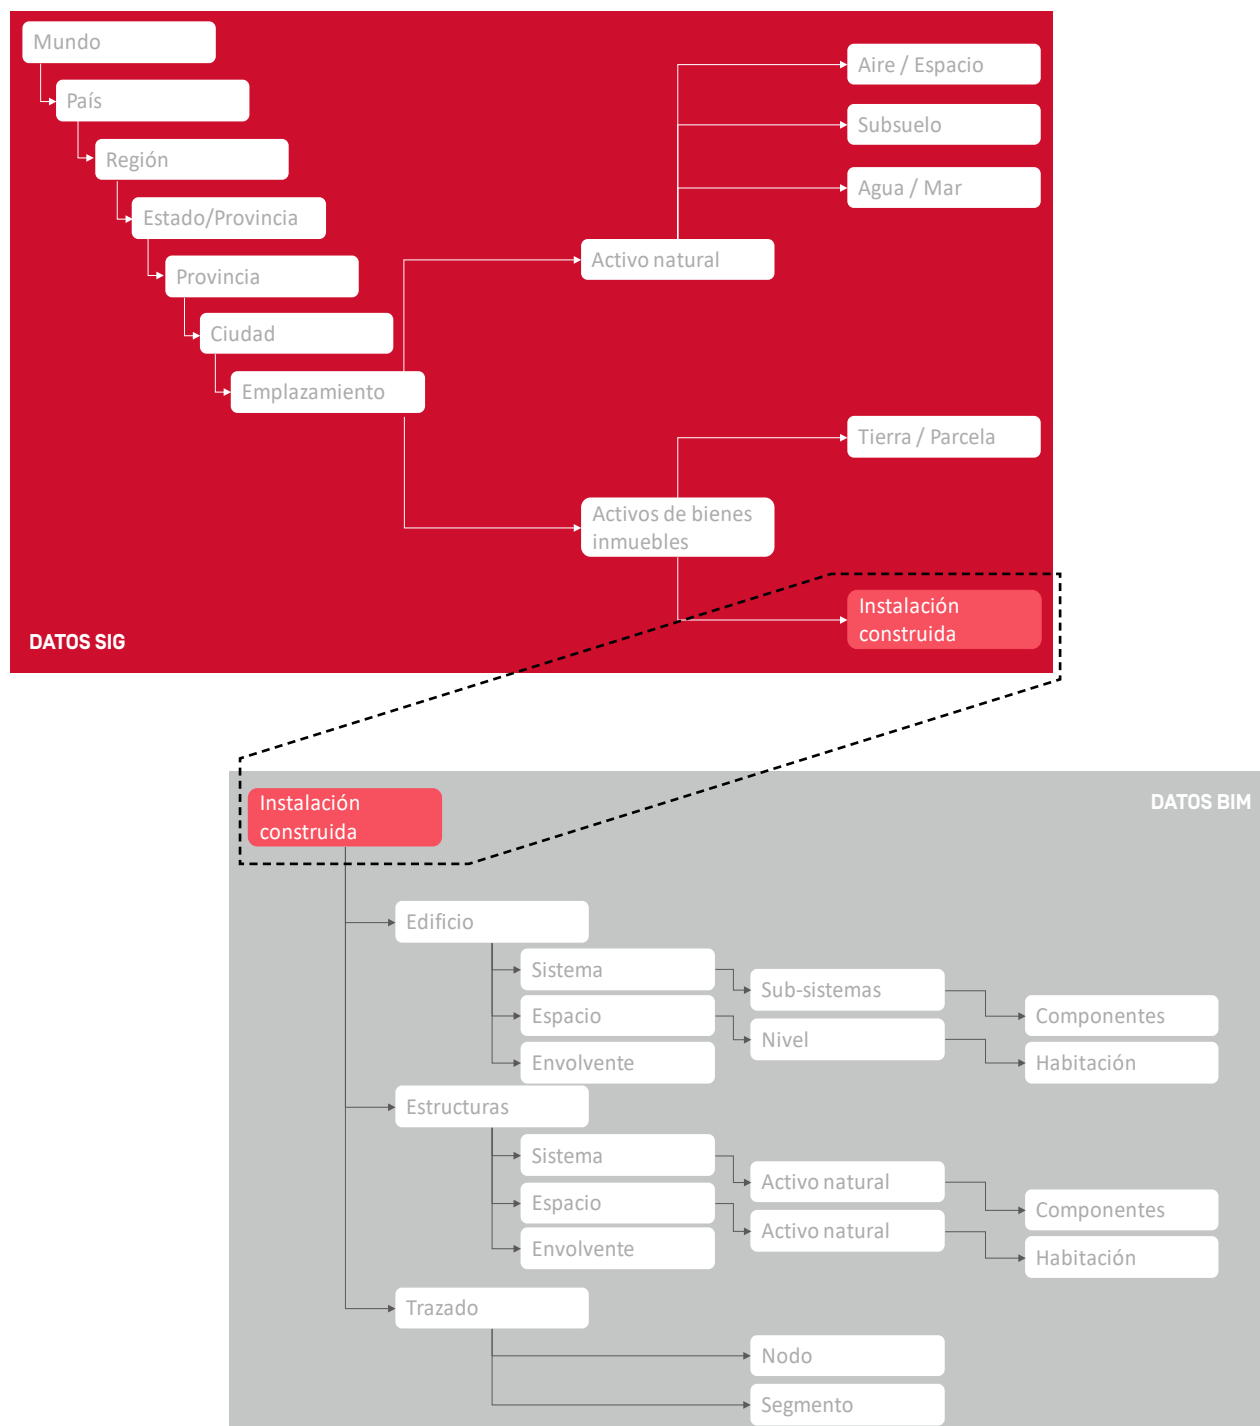 Mundo
País
Región
Estado/Provincia
Provincia
Ciudad
Emplazamiento
Activo natural
Aire / Espacio
Subsuelo
Agua / Mar
Activos de bienes
inmuebles
Tierra / Parcela
Instalación
construida
DATOS SIG
DATOS BIM
Instalación
construida
Edificio
Sistema
Sub-sistemas
Componentes
Espacio
Nivel
Habitación
Envolvente
Estructuras
Sistema
Activo natural
Componentes
Espacio
Activo natural
Habitación
Envolvente
Trazado
Nodo
Segmento